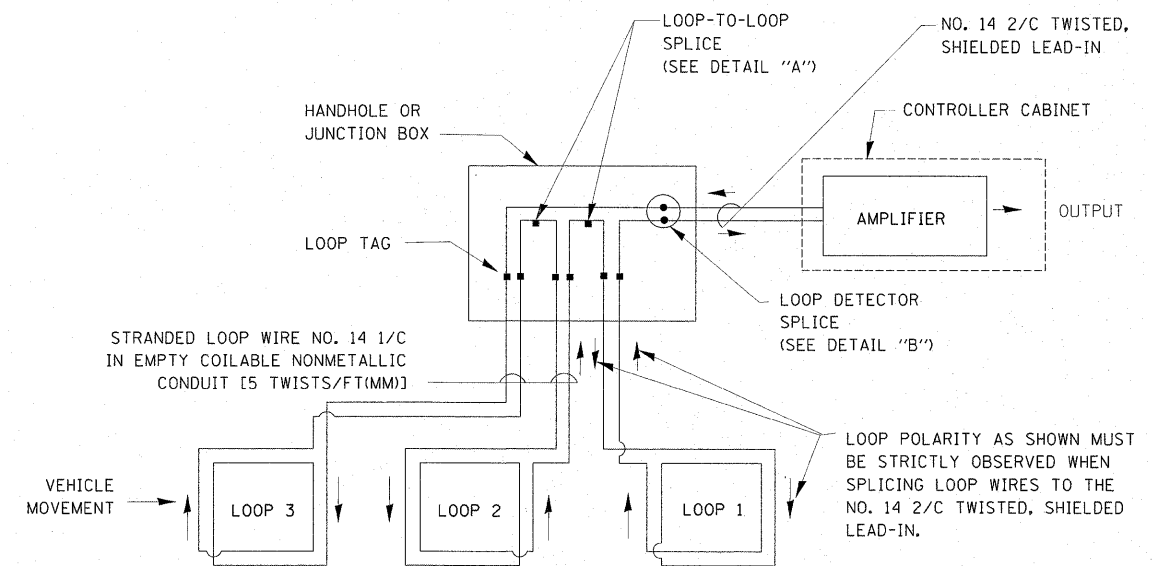 LOOP-TO-LOOP
SPLICE
(SEE DETAIL "A")
NO. 14 2/C TWISTED,
SHIELDED LEAD-IN
HANDHOLE OR
JUNCTION BOX
CONTROLLER CABINET
AMPLIFIER
OUTPUT
LOOP TAG
LOOP DETECTOR
SPLICE
(SEE DETAIL "B")
STRANDED LOOP WIRE NO. 14 1/C
IN EMPTY COILABLE NONMETALLIC
CONDUIT [5 TWISTS/FT(MM)]
LOOP POLARITY AS SHOWN MUST
BE STRICTLY OBSERVED WHEN
SPLICING LOOP WIRES TO THE
NO. 14 2/C TWISTED, SHIELDED
LEAD-IN.
VEHICLE
MOVEMENT
LOOP 3
LOOP 2
LOOP 1